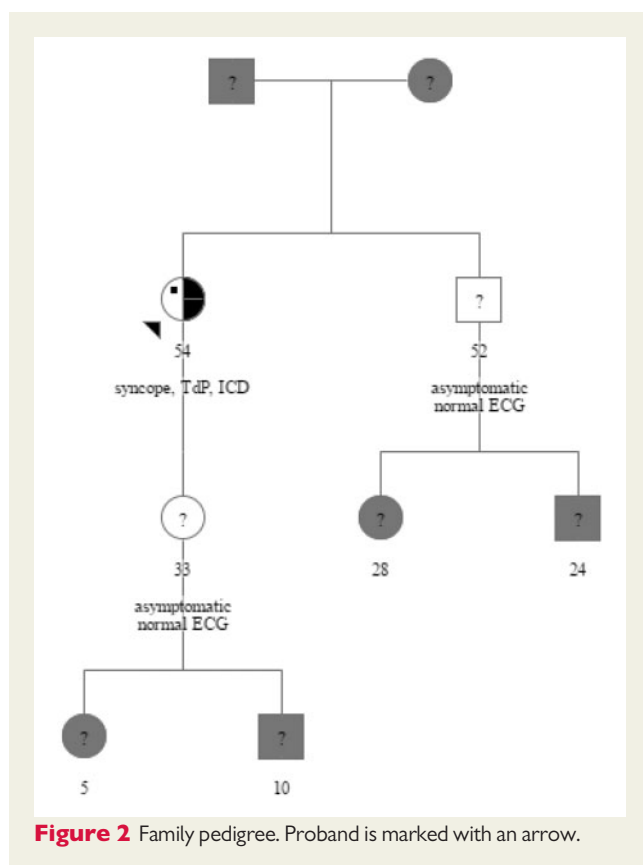 ? ?
?
54 52
syncope, TdP, ICD asymptomatic
normal ECG
? ? ?
33 28 24
asymptomatic
normal ECG
? ?
5 10
Figure 2 Family pedigree. Proband is marked with an arrow.